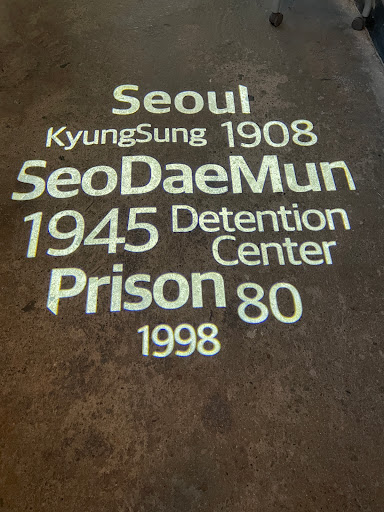 Seoul
KyungSung 1908
SeoDaeMun
1945 Detention
Center
Prison 80
1998